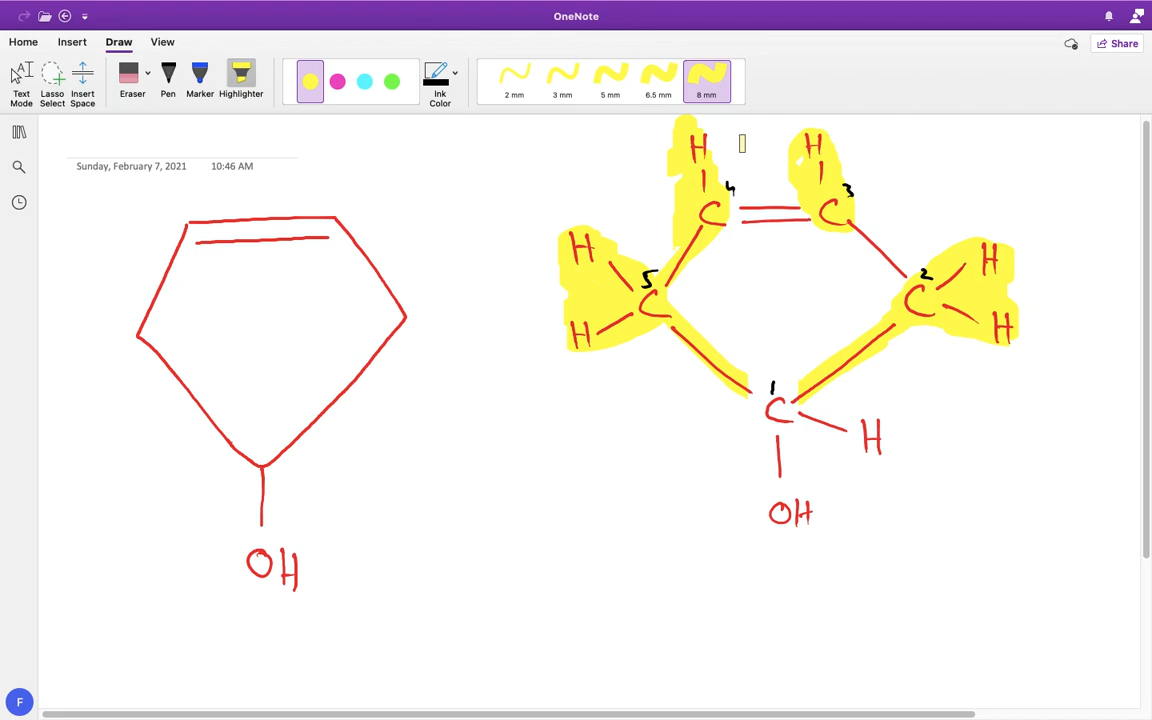 OneNote
Home Insert Draw View
Share
Text Mode
Lasso Select
Insert Space
Eraser
Pen
Marker
Highlighter
Ink Color
2 mm
3 mm
5 mm
6.5 mm
8 mm
Sunday, February 7, 2021 10:46 AM
OH
H H
4 3
C C
H 5 2 H
C C
H H
1
C
H
OH
F